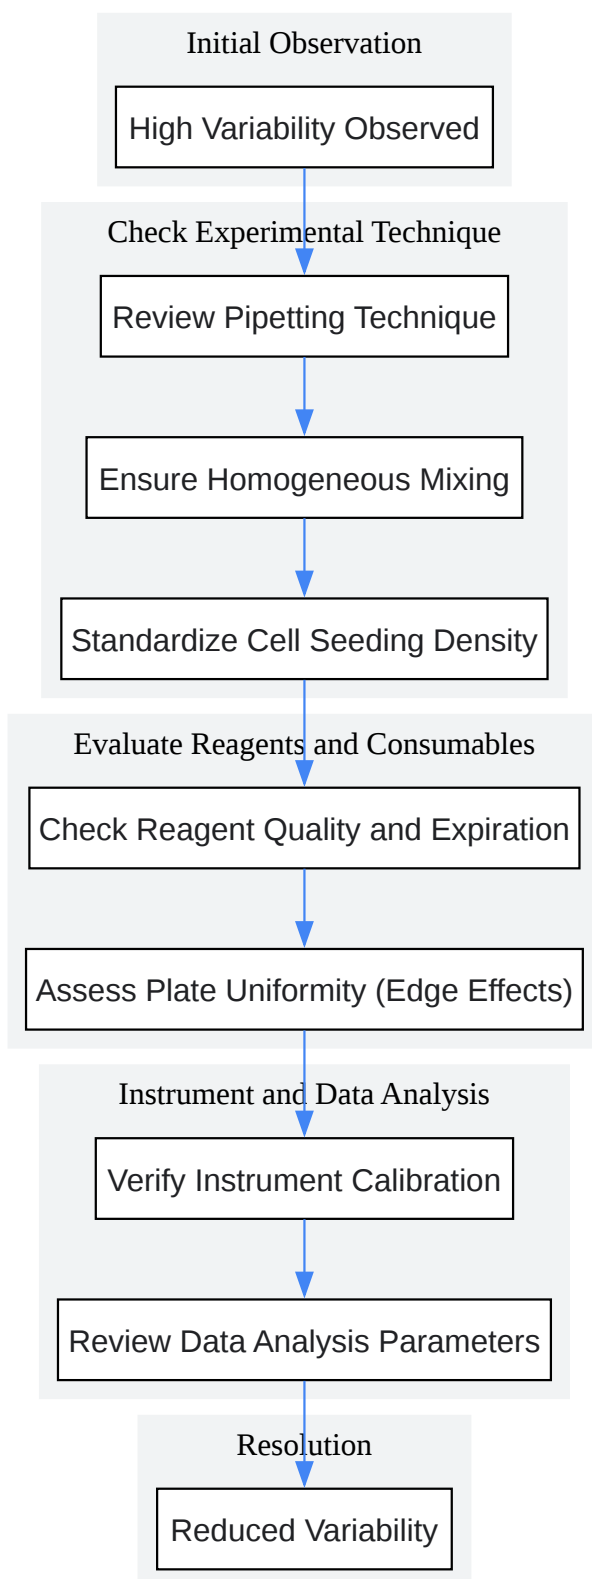 Initial Observation
High Variability Observed
Check Experimental Technique
Review Pipetting Technique
Ensure Homogeneous Mixing
Standardize Cell Seeding Density
Evaluate Reagents and Consumables
Check Reagent Quality and Expiration
Assess Plate Uniformity (Edge Effects)
Instrument and Data Analysis
Verify Instrument Calibration
Review Data Analysis Parameters
Resolution
Reduced Variability